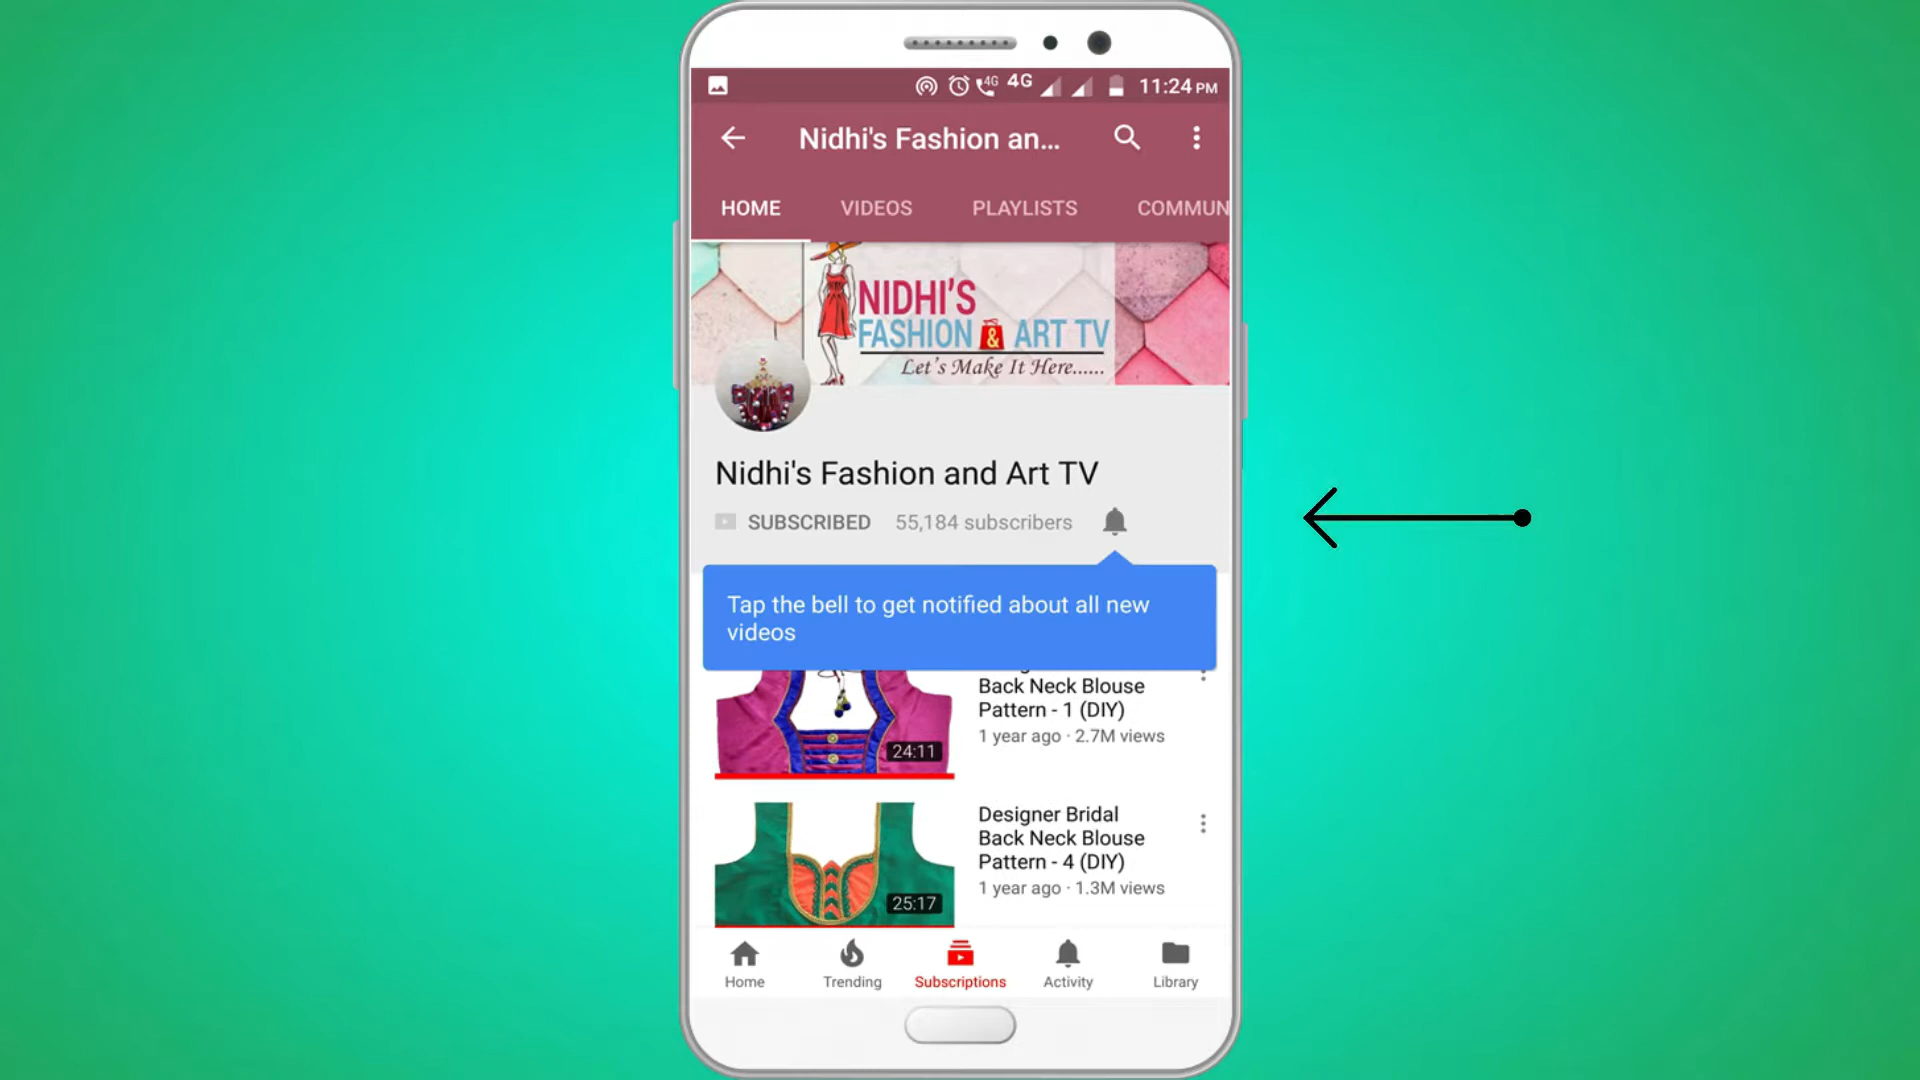 4G
4G
11:24 PM
Nidhi's Fashion an...
HOME
VIDEOS
PLAYLISTS
COMMUN
NIDHI'S
FASHION & ART TV
Let's Make It Here......
Nidhi's Fashion and Art TV
SUBSCRIBED
55,184 subscribers
Tap the bell to get notified about all new
videos
Back Neck Blouse
Pattern - 1 (DIY)
1 year ago · 2.7M views
24:11
Designer Bridal
Back Neck Blouse
Pattern - 4 (DIY)
1 year ago · 1.3M views
25:17
Home
Trending
Subscriptions
Activity
Library